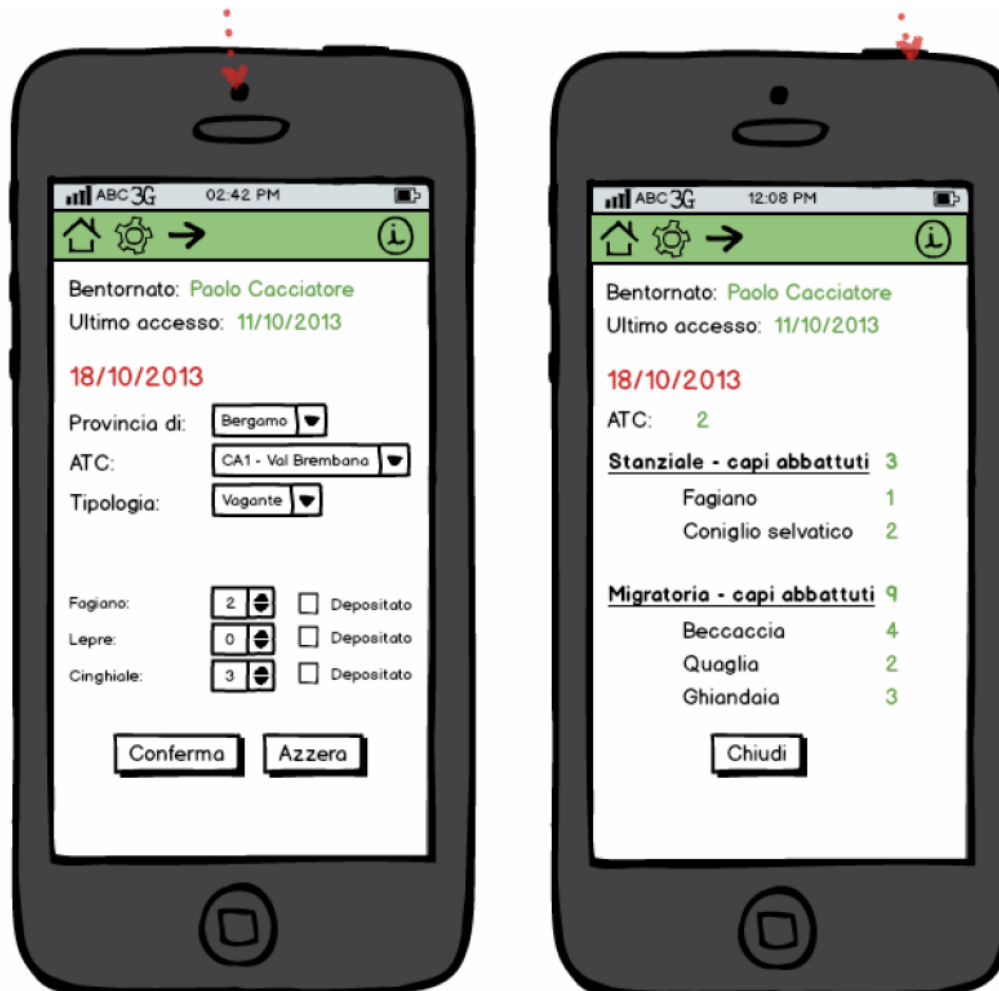 ABC 3G 02:42 PM
Bentornato: Paolo Cacciatore
Ultimo accesso: 11/10/2013
18/10/2013
Provincia di: Bergamo
ATC: CA1 - Val Brembana
Tipologia: Vagante
Fagiano: 2 Depositato
Lepre: 0 Depositato
Cinghiale: 3 Depositato
Conferma Azzera
ABC 3G 12:08 PM
i
Bentornato: Paolo Cacciatore
Ultimo accesso: 11/10/2013
18/10/2013
ATC: 2
Stanziale - capi abbattuti 3
Fagiano 1
Coniglio selvatico 2
Migratoria - capi abbattuti 9
Beccaccia 4
Quaglia 2
Ghiandaia 3
Chiudi